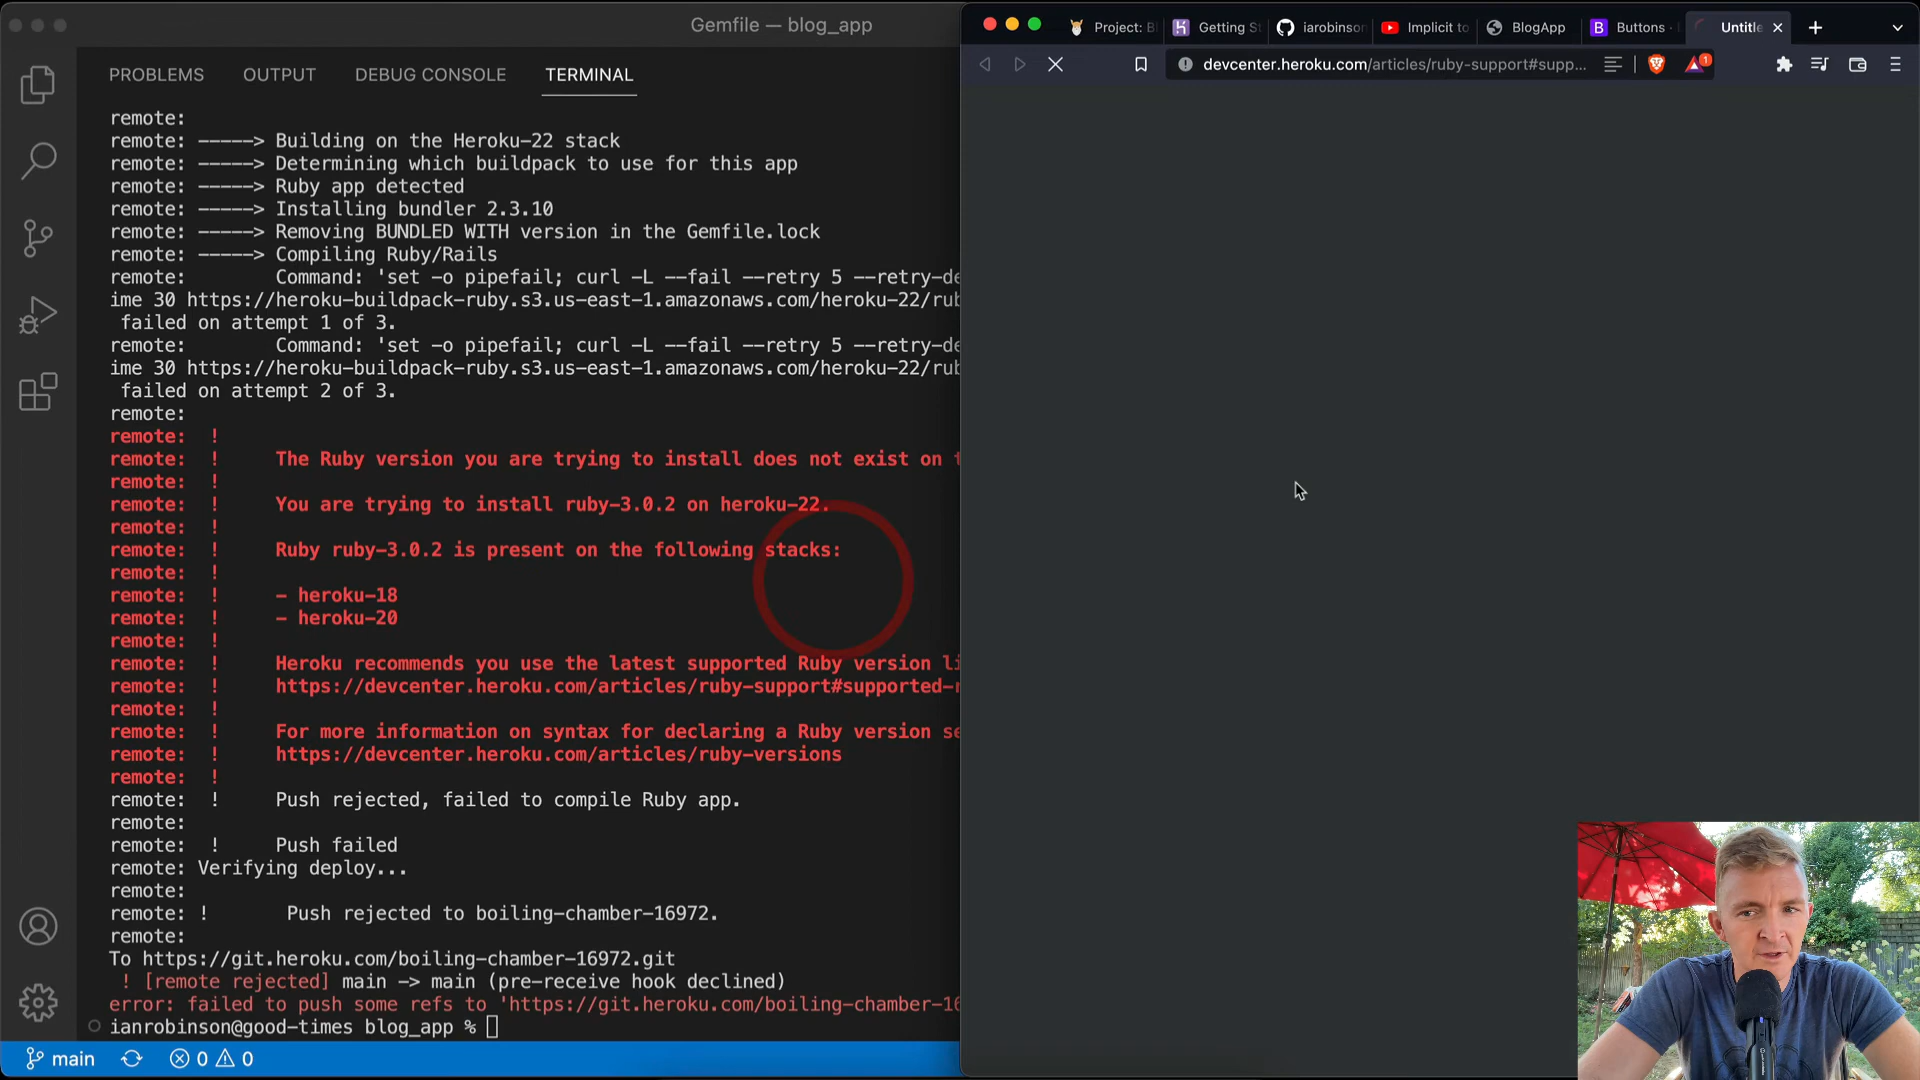 Gemfile — blog_app
PROBLEMS OUTPUT DEBUG CONSOLE TERMINAL
remote:
remote: -----> Building on the Heroku-22 stack
remote: -----> Determining which buildpack to use for this app
remote: -----> Ruby app detected
remote: -----> Installing bundler 2.3.10
remote: -----> Removing BUNDLED WITH version in the Gemfile.lock
remote: -----> Compiling Ruby/Rails
remote: Command: 'set -o pipefail; curl -L --fail --retry 5 --retry-de
ime 30 https://heroku-buildpack-ruby.s3.us-east-1.amazonaws.com/heroku-22/rub
failed on attempt 1 of 3.
remote: Command: 'set -o pipefail; curl -L --fail --retry 5 --retry-de
ime 30 https://heroku-buildpack-ruby.s3.us-east-1.amazonaws.com/heroku-22/rub
failed on attempt 2 of 3.
remote:
remote: !
remote: ! The Ruby version you are trying to install does not exist on t
remote: !
remote: ! You are trying to install ruby-3.0.2 on heroku-22.
remote: !
remote: ! Ruby ruby-3.0.2 is present on the following stacks:
remote: !
remote: ! - heroku-18
remote: ! - heroku-20
remote: !
remote: ! Heroku recommends you use the latest supported Ruby version li
remote: ! https://devcenter.heroku.com/articles/ruby-support#supported-r
remote: !
remote: ! For more information on syntax for declaring a Ruby version se
remote: ! https://devcenter.heroku.com/articles/ruby-versions
remote: !
remote: ! Push rejected, failed to compile Ruby app.
remote:
remote: ! Push failed
remote: Verifying deploy...
remote:
remote: ! Push rejected to boiling-chamber-16972.
remote:
To https://git.heroku.com/boiling-chamber-16972.git
! [remote rejected] main -> main (pre-receive hook declined)
error: failed to push some refs to 'https://git.heroku.com/boiling-chamber-16
ianrobinson@good-times blog_app %
main 0 0
Project: B Getting S iarobinso Implicit to BlogApp Buttons · Untitle
devcenter.heroku.com/articles/ruby-support#supp... 1